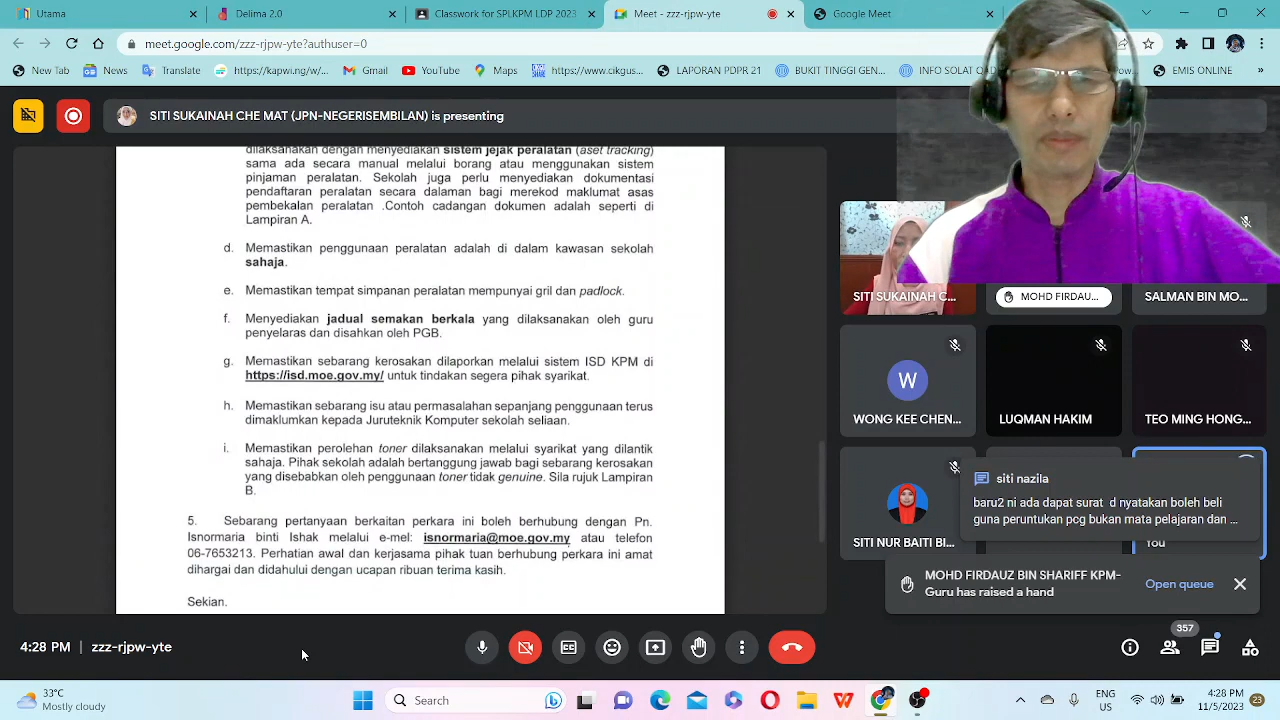 Utama
Delima 2.0
Classwork for SPLKPM LDP 2023
Meet - zzz-rjpw-yte
Google Meet
meet.google.com/zzz-rjpw-yte?authuser=0
New Tab
News
Translate
https://kapprg.ng/w...
Gmail
YouTube
Maps
https://www.cikgus...
LAPORAN PDPR 21
BUKIT TINGGI GEN...
INFO SOLAT
EMIS ONLINE
SITI SUKAINAH CHE MAT (JPN-NEGERISEMBILAN) is presenting
dilaksanakan dengan menyediakan sistem jejak peralatan (aset tracking)
sama ada secara manual melalui borang atau menggunakan sistem
pinjaman peralatan. Sekolah juga perlu menyediakan dokumentasi
pendaftaran peralatan secara dalaman bagi merekod maklumat asas
pembekalan peralatan .Contoh cadangan dokumen adalah seperti di
Lampiran A.
d. Memastikan penggunaan peralatan adalah di dalam kawasan sekolah
sahaja.
e. Memastikan tempat simpanan peralatan mempunyai gril dan padlock.
f. Menyediakan jadual semakan berkala yang dilaksanakan oleh guru
penyelaras dan disahkan oleh PGB.
g. Memastikan sebarang kerosakan dilaporkan melalui sistem ISD KPM di
https://isd.moe.gov.my/ untuk tindakan segera pihak syarikat.
h. Memastikan sebarang isu atau permasalahan sepanjang penggunaan terus
dimaklumkan kepada Juruteknik Komputer sekolah seliaan.
i. Memastikan perolehan toner dilaksanakan melalui syarikat yang dilantik
sahaja. Pihak sekolah adalah bertanggung jawab bagi sebarang kerosakan
yang disebabkan oleh penggunaan toner tidak genuine. Sila rujuk Lampiran
B.
5. Sebarang pertanyaan berkaitan perkara ini boleh berhubung dengan Pn.
Isnormaria binti Ishak melalui e-mel: isnormaria@moe.gov.my atau telefon
06-7653213. Perhatian awal dan kerjasama pihak tuan berhubung perkara ini amat
dihargai dan didahului dengan ucapan ribuan terima kasih.
Sekian.
SITI SUKAINAH C...
MOHD FIRDAU...
SALMAN BIN MO...
W
WONG KEE CHEN...
LUQMAN HAKIM
TEO MING HONG...
SITI NUR BAITI BI...
siti nazila
baru2 ni ada dapat surat d nyatakan boleh beli
guna peruntukan pcg bukan mata pelajaran dan ...
You
MOHD FIRDAUZ BIN SHARIFF KPM-
Guru has raised a hand
Open queue
4:28 PM | zzz-rjpw-yte
357
33°C
Mostly cloudy
Search
ENG
US
4:28 PM
11/5/2023
23